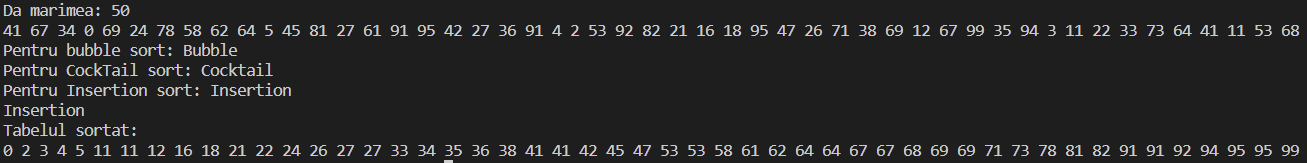 Da marimea: 50
41 67 34 0 69 24 78 58 62 64 5 45 81 27 61 91 95 42 27 36 91 4 2 53 92 82 21 16 18 95 47 26 71 38 69 12 67 99 35 94 3 11 22 33 73 64 41 11 53 68
Pentru bubble sort: Bubble
Pentru CockTail sort: Cocktail
Pentru Insertion sort: Insertion
Insertion
Tabelul sortat:
0 2 3 4 5 11 11 12 16 18 21 22 24 26 27 27 33 34 35 36 38 41 41 42 45 47 53 53 58 61 62 64 64 67 67 68 69 69 71 73 78 81 82 91 91 92 94 95 95 99